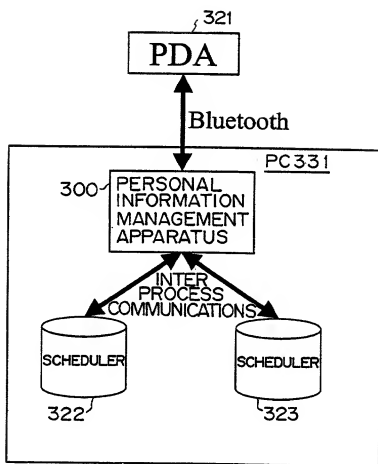 321
PDA
Bluetooth
PC331
300
PERSONAL
INFORMATION
MANAGEMENT
APPARATUS
INTER
PROCESS
COMMUNICATIONS
SCHEDULER
SCHEDULER
322
323